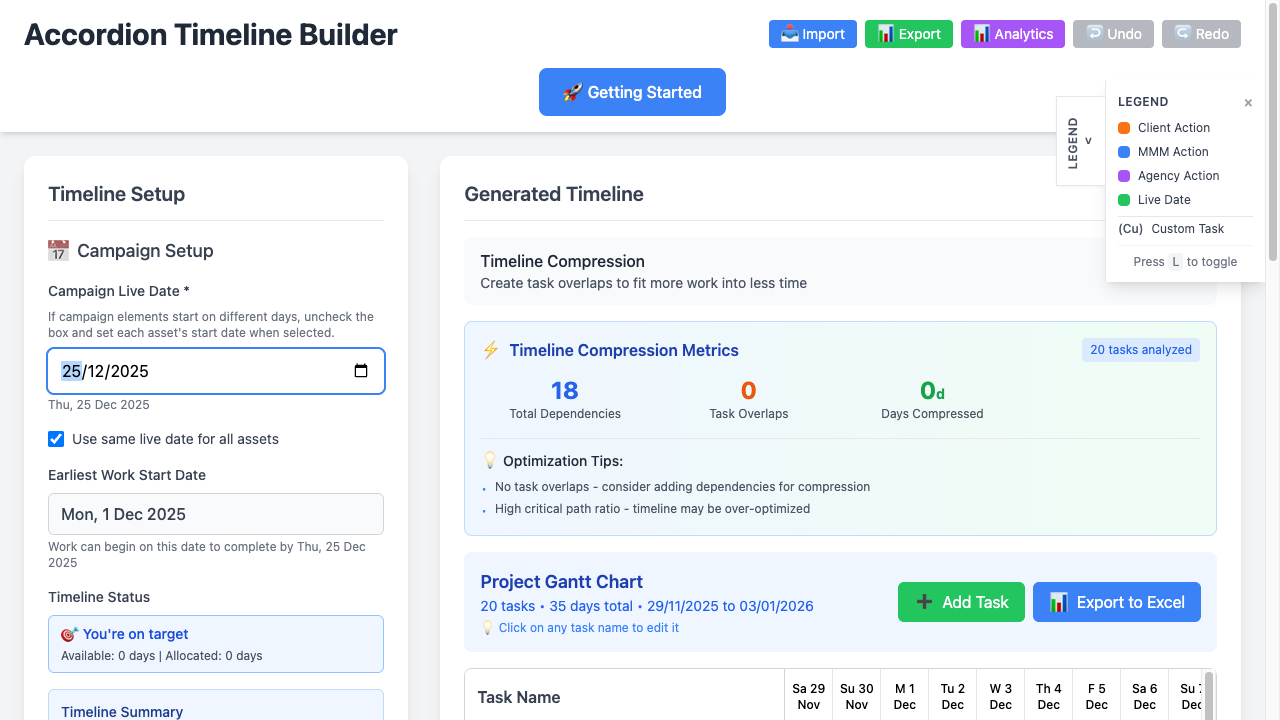 Accordion Timeline Builder
📥 Import
📊 Export
📊 Analytics
↩️ Undo
↪️ Redo
🚀 Getting Started
LEGEND
v
LEGEND
×
Client Action
MMM Action
Agency Action
Live Date
(Cu) Custom Task
Press L to toggle
Timeline Setup
📅 Campaign Setup
Campaign Live Date *
If campaign elements start on different days, uncheck the
box and set each asset's start date when selected.
25/12/2025
Thu, 25 Dec 2025
Use same live date for all assets
Earliest Work Start Date
Mon, 1 Dec 2025
Work can begin on this date to complete by Thu, 25 Dec
2025
Timeline Status
🎯 You're on target
Available: 0 days | Allocated: 0 days
Timeline Summary
Generated Timeline
Timeline Compression
Create task overlaps to fit more work into less time
⚡ Timeline Compression Metrics
20 tasks analyzed
18
Total Dependencies
0
Task Overlaps
0d
Days Compressed
💡 Optimization Tips:
• No task overlaps - consider adding dependencies for compression
• High critical path ratio - timeline may be over-optimized
Project Gantt Chart
20 tasks • 35 days total • 29/11/2025 to 03/01/2026
💡 Click on any task name to edit it
➕ Add Task
📊 Export to Excel
Task Name
Sa 29 Nov
Su 30 Nov
M 1 Dec
Tu 2 Dec
W 3 Dec
Th 4 Dec
F 5 Dec
Sa 6 Dec
Su 7 Dec